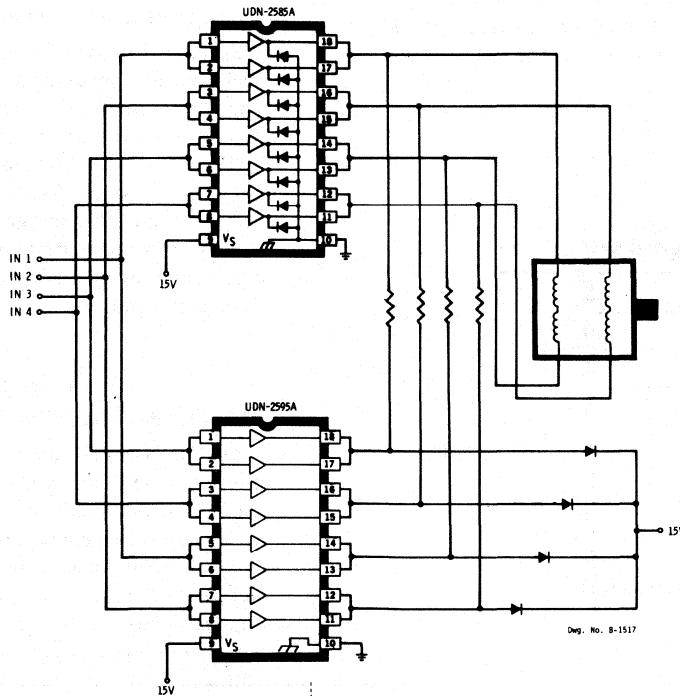 UDN-2585A
1 18
2 17
3 16
4 15
5 14
6 13
7 12
8 11
9 VS 10
15V
IN 1
IN 2
IN 3
IN 4
UDN-2595A
1 18
2 17
3 16
4 15
5 14
6 13
7 12
8 11
9 VS 10
15V
15V
Dwg. No. B-1517